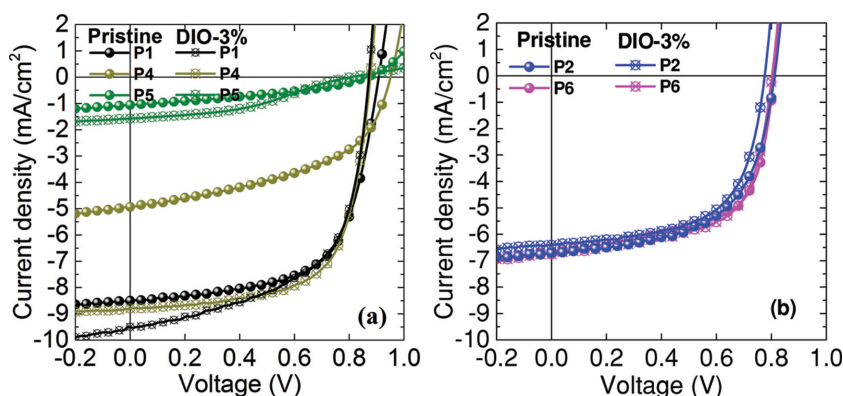 2
1
0
-1
-2
-3
-4
-5
-6
-7
-8
-9
-10
Current density (mA/cm²)
Pristine DIO-3%
P1 P1
P4 P4
P5 P5
(a)
-0.2 0.0 0.2 0.4 0.6 0.8 1.0
Voltage (V)
2
1
0
-1
-2
-3
-4
-5
-6
-7
-8
-9
-10
Current density (mA/cm²)
Pristine DIO-3%
P2 P2
P6 P6
(b)
-0.2 0.0 0.2 0.4 0.6 0.8 1.0
Voltage (V)